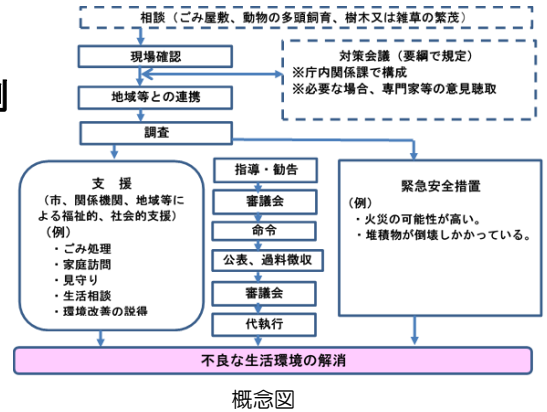 相談（ごみ屋敷、動物の多頭飼育、樹木又は雑草の繁茂）
現場確認
対策会議（要綱で規定）
※庁内関係課で構成
※必要な場合、専門家等の意見聴取
地域等との連携
調査
支　援
（市、関係機関、地域等に
よる福祉的、社会的支援）
（例）
・ごみ処理
・家庭訪問
・見守り
・生活相談
・環境改善の説得
指導・勧告
審議会
命令
公表、過料徴収
審議会
代執行
緊急安全措置
（例）
・火災の可能性が高い。
・堆積物が倒壊しかかっている。
不良な生活環境の解消
概念図